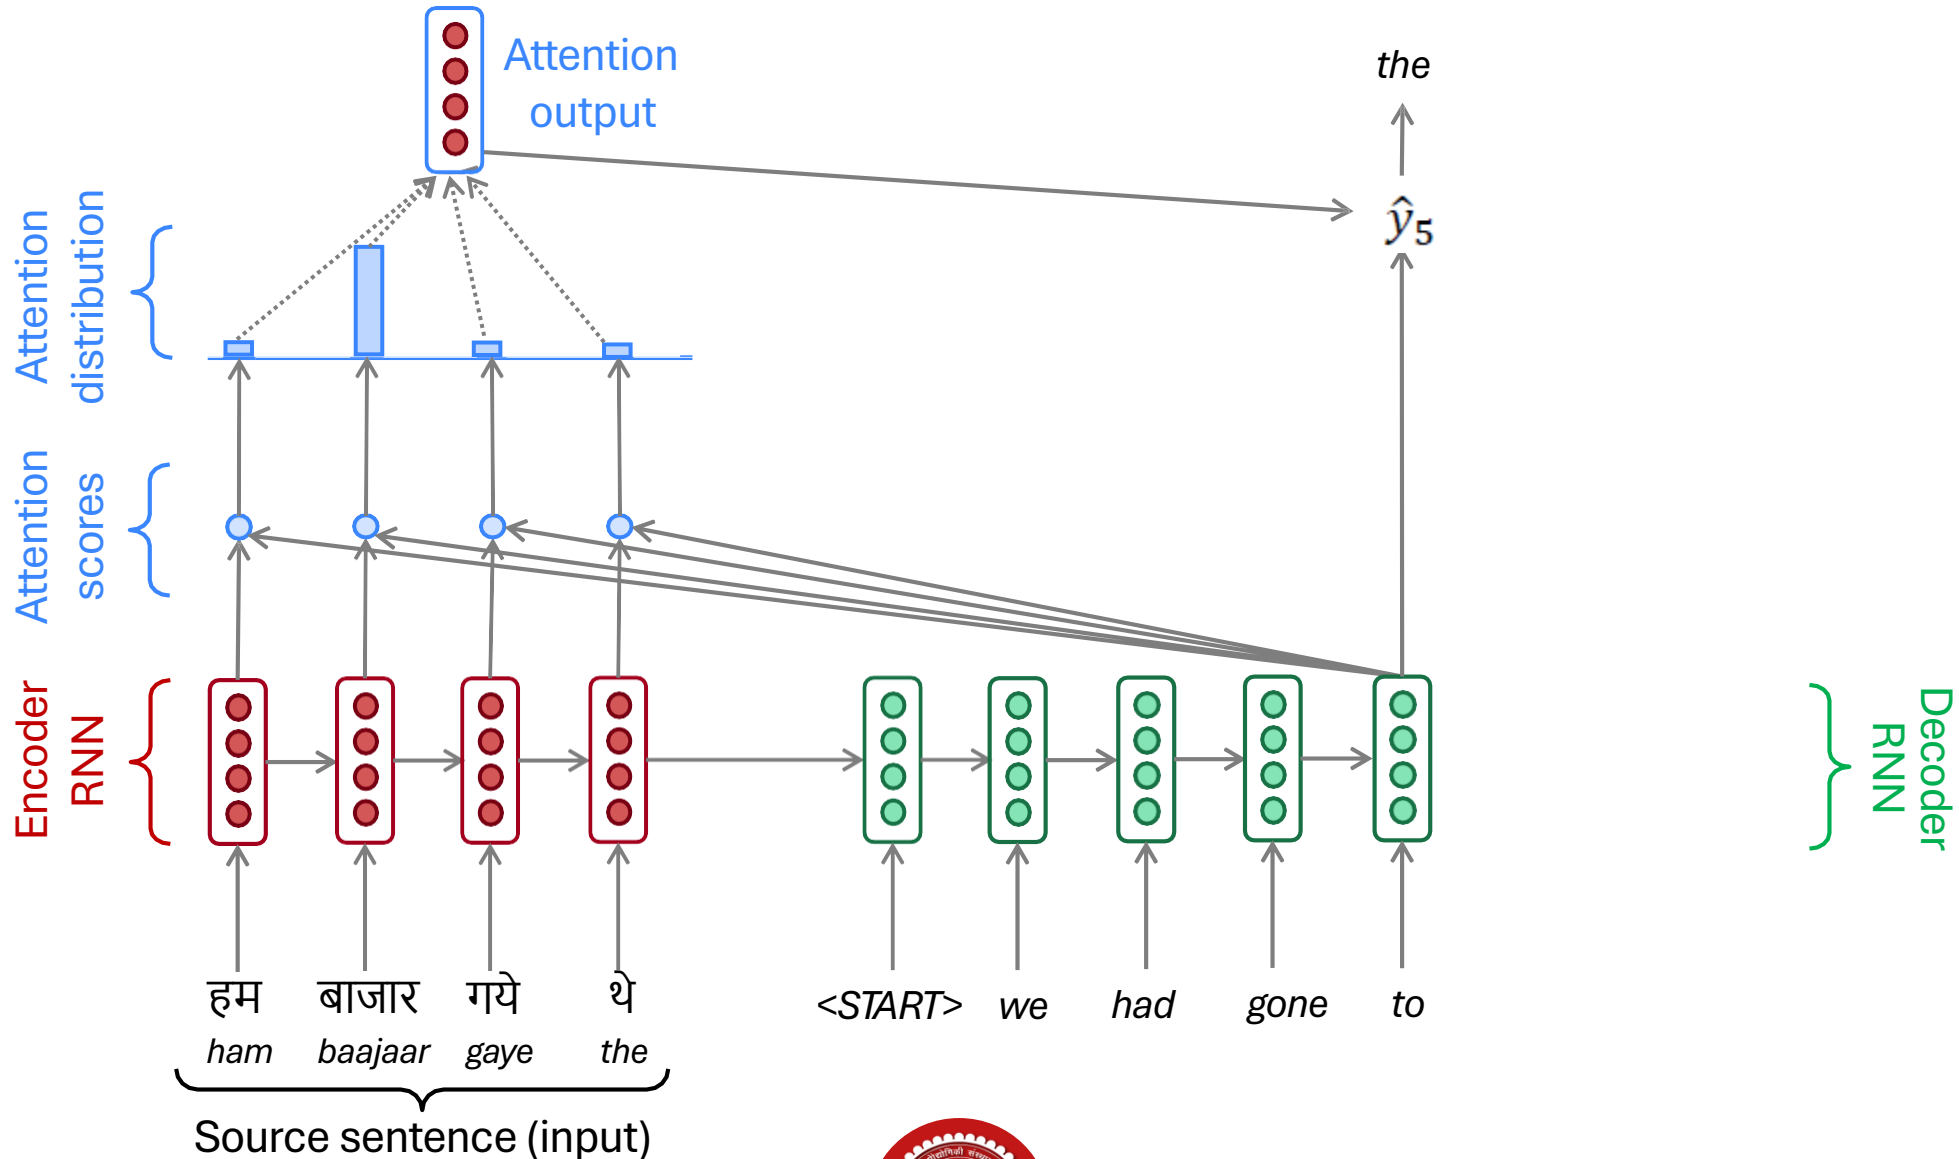 Attention
output
the
ŷ₅
Attention
distribution
Attention
scores
Encoder
RNN
Decoder
RNN
हम बाजार गये थे
ham baajaar gaye the
<START> we had gone to
Source sentence (input)